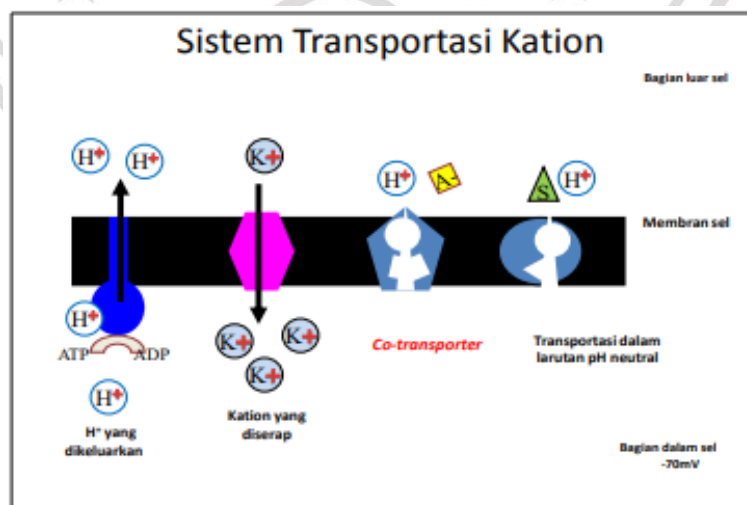 Sistem Transportasi Kation
Bagian luar sel
H+
H+
K+
H+
A-
S
H+
Membran sel
H+
ATP
ADP
K+
K+
K+
Co-transporter
Transportasi dalam
larutan pH neutral
H+
H+ yang
dikeluarkan
Kation yang
diserap
Bagian dalam sel
-70mV